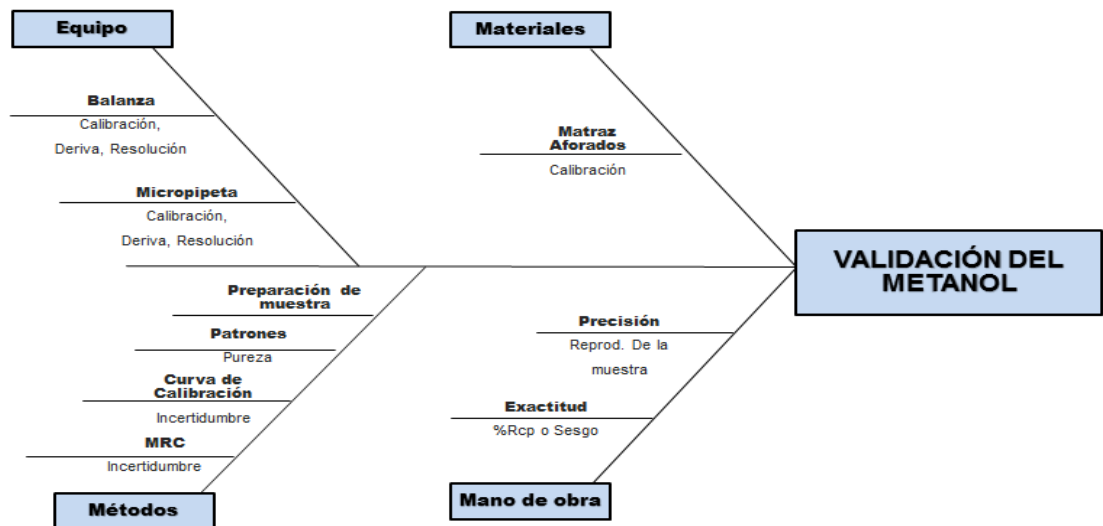 Equipo
Materiales
Balanza
Calibración,
Deriva, Resolución
Matraz
Aforados
Calibración
Micropipeta
Calibración,
Deriva, Resolución
VALIDACIÓN DEL
METANOL
Preparación de
muestra
Patrones
Pureza
Curva de
Calibración
Incertidumbre
MRC
Incertidumbre
Precisión
Reprod. De la
muestra
Exactitud
%Rcp o Sesgo
Métodos
Mano de obra